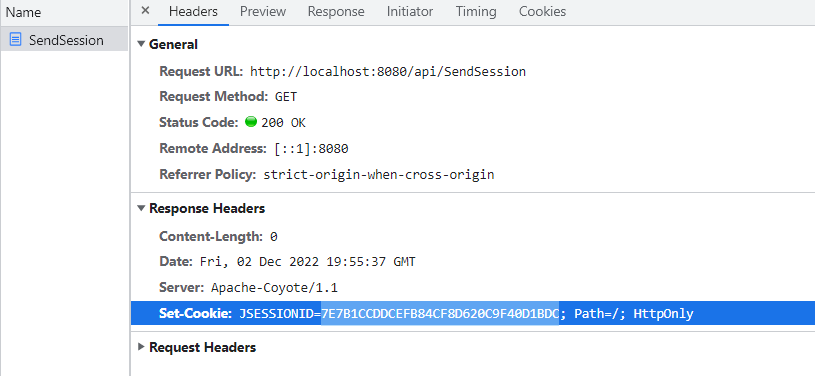 Name
SendSession
× Headers Preview Response Initiator Timing Cookies
General
Request URL: http://localhost:8080/api/SendSession
Request Method: GET
Status Code: 200 OK
Remote Address: [::1]:8080
Referrer Policy: strict-origin-when-cross-origin
Response Headers
Content-Length: 0
Date: Fri, 02 Dec 2022 19:55:37 GMT
Server: Apache-Coyote/1.1
Set-Cookie: JSESSIONID=7E7B1CCDDCEFB84CF8D620C9F40D1BDC; Path=/; HttpOnly
Request Headers